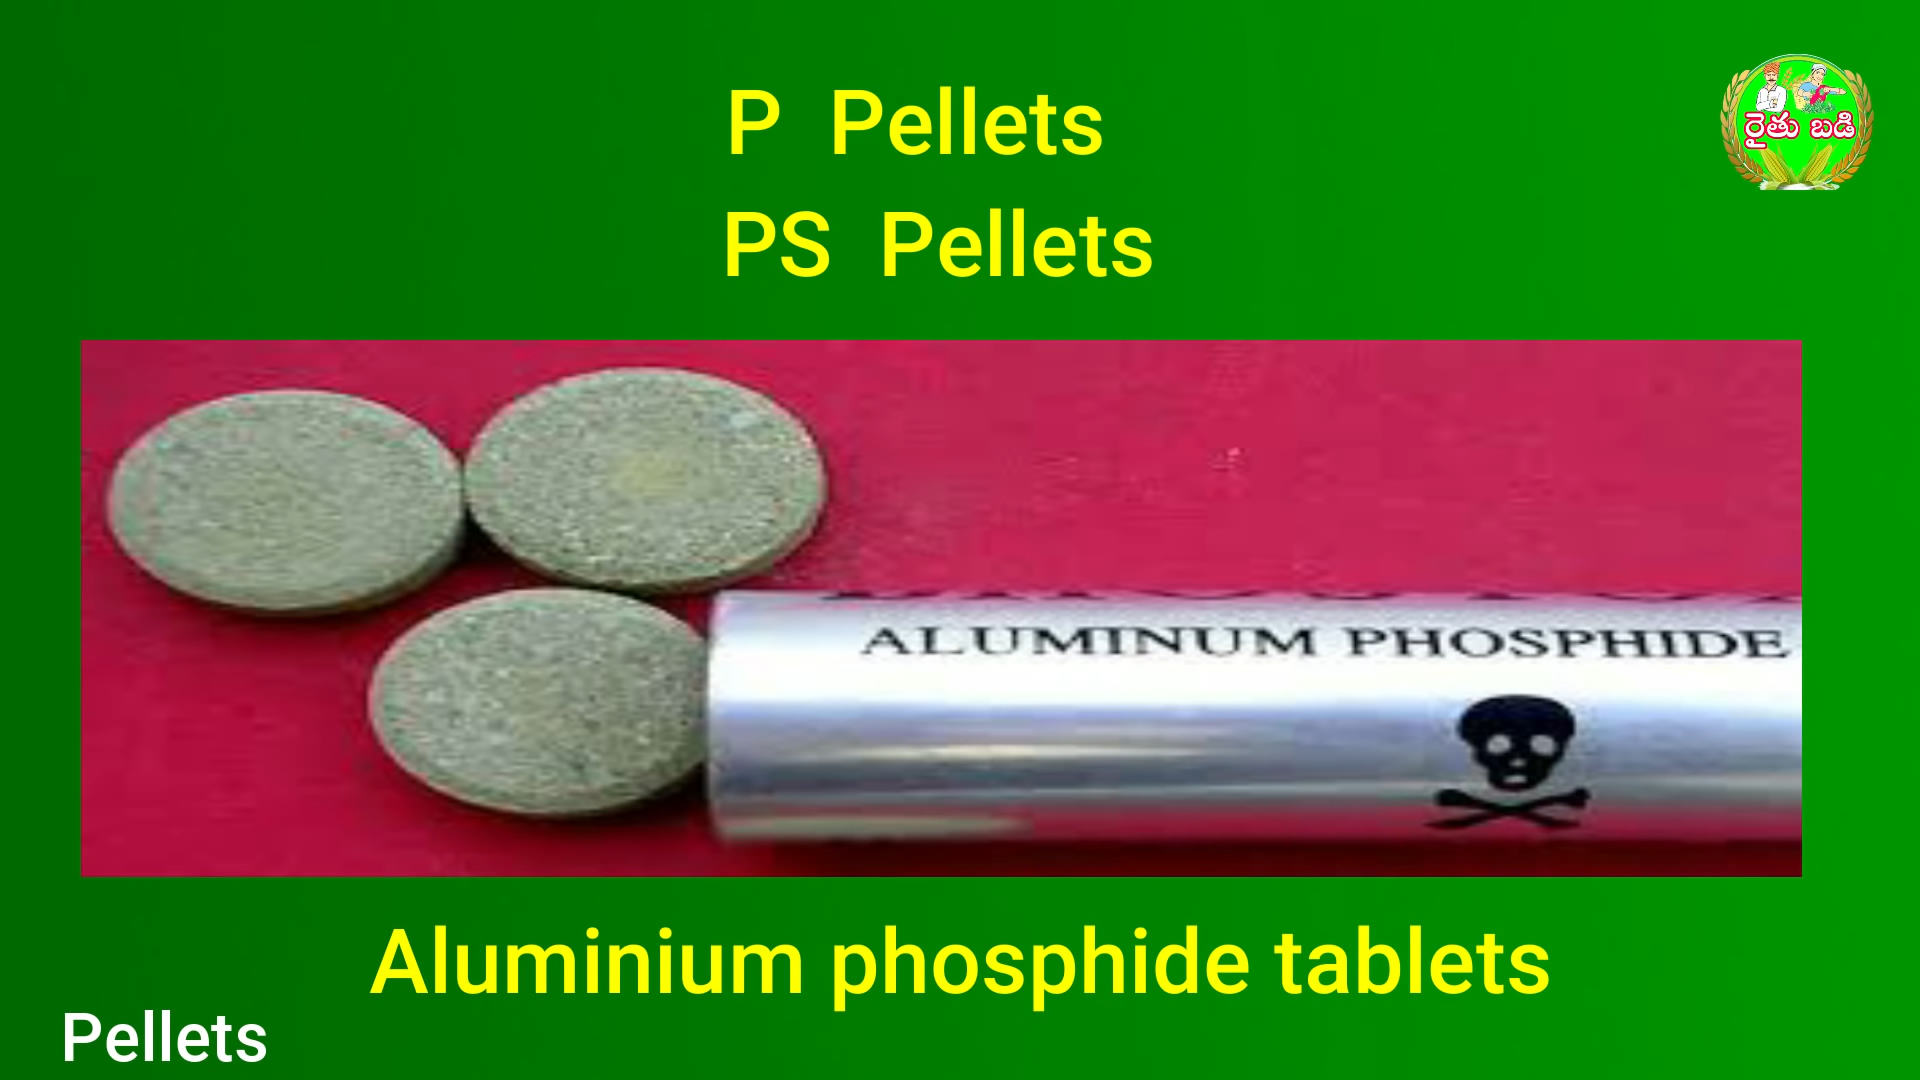 P Pellets
రైతు బడి
PS Pellets
ALUMINUM PHOSPHIDE
Aluminium phosphide tablets
Pellets